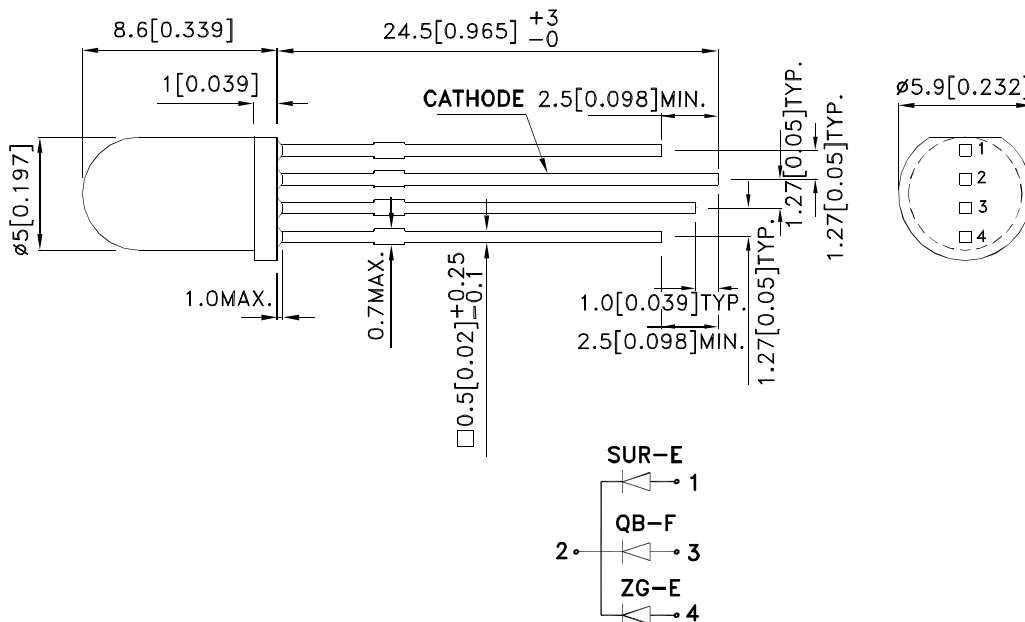 8.6[0.339]
24.5[0.965] +3 -0
1[0.039]
CATHODE 2.5[0.098]MIN.
ø5[0.197]
1.0MAX.
0.7MAX.
□0.5[0.02]+0.25 -0.1
1.0[0.039]TYP.
2.5[0.098]MIN.
1.27[0.05]TYP.
1.27[0.05]TYP.
1.27[0.05]TYP.
ø5.9[0.232]
1
2
3
4
SUR-E
1
QB-F
2
3
ZG-E
4